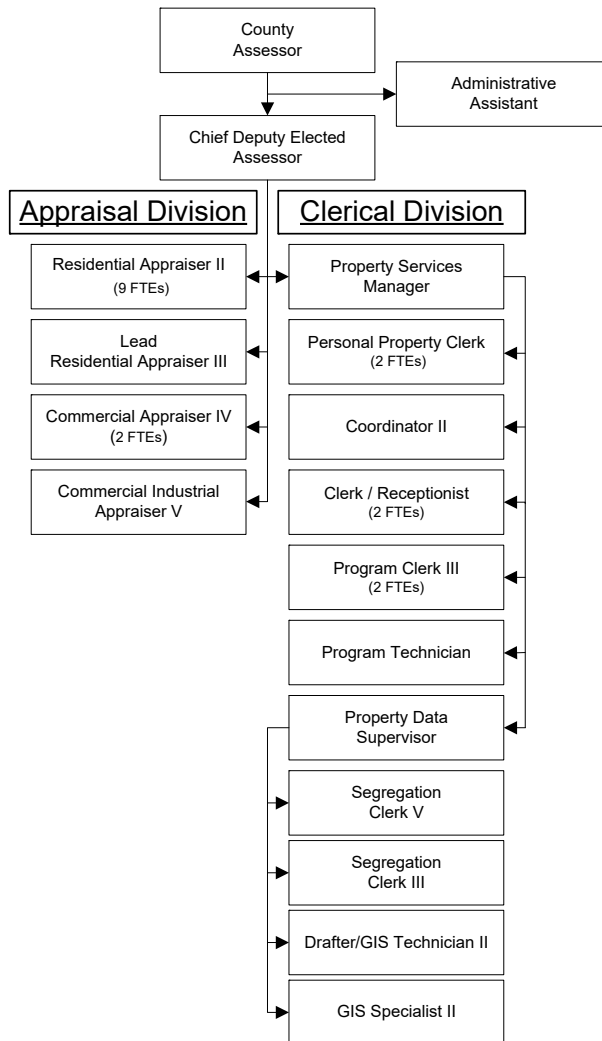 County
Assessor
Administrative
Assistant
Chief Deputy Elected
Assessor
Appraisal Division
Clerical Division
Residential Appraiser II
(9 FTEs)
Lead
Residential Appraiser III
Commercial Appraiser IV
(2 FTEs)
Commercial Industrial
Appraiser V
Property Services
Manager
Personal Property Clerk
(2 FTEs)
Coordinator II
Clerk / Receptionist
(2 FTEs)
Program Clerk III
(2 FTEs)
Program Technician
Property Data
Supervisor
Segregation
Clerk V
Segregation
Clerk III
Drafter/GIS Technician II
GIS Specialist II